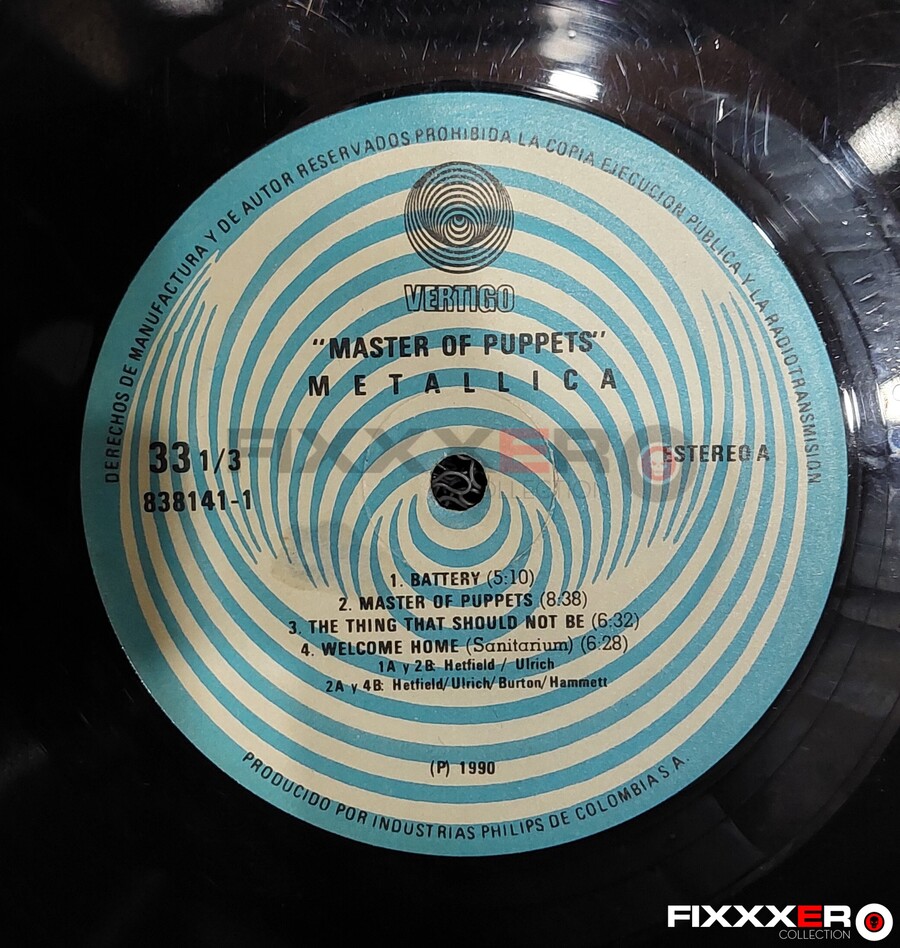 DERECHOS DE MANUFACTURA Y DE AUTOR RESERVADOS PROHIBIDA LA COPIA EJECUCION PUBLICA Y LA RADIOTRANSMISION
VERTIGO
"MASTER OF PUPPETS"
METALLICA
FIXXXERO
COLLECTION
33 1/3
ESTEREO A
838141-1
1. BATTERY (5:10)
2. MASTER OF PUPPETS (8:38)
3. THE THING THAT SHOULD NOT BE (6:32)
4. WELCOME HOME (Sanitarium) (6:28)
1A y 2B: Hetfield / Ulrich
2A y 4B: Hetfield/Ulrich/Burton/Hammett
(P) 1990
PRODUCIDO POR INDUSTRIAS PHILIPS DE COLOMBIA S.A.
FIXXXERO
COLLECTION